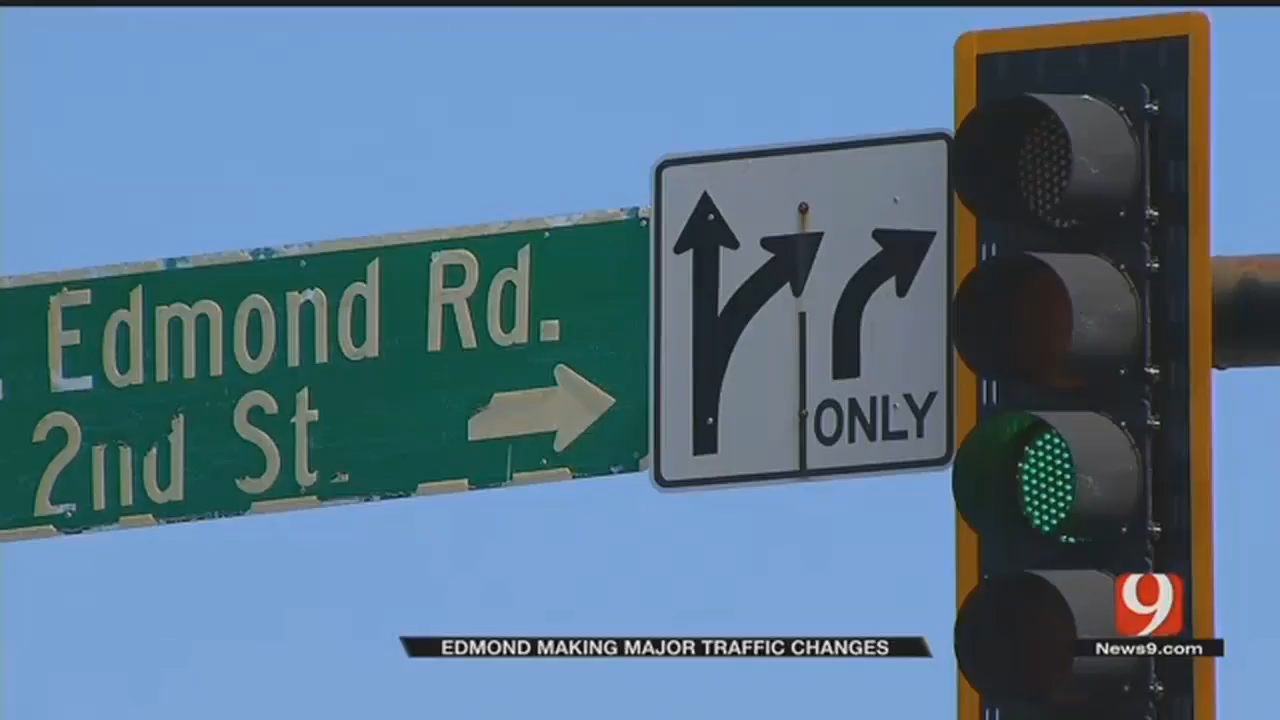 Edmond Rd.
2nd St
ONLY
9
News9.com
EDMOND MAKING MAJOR TRAFFIC CHANGES